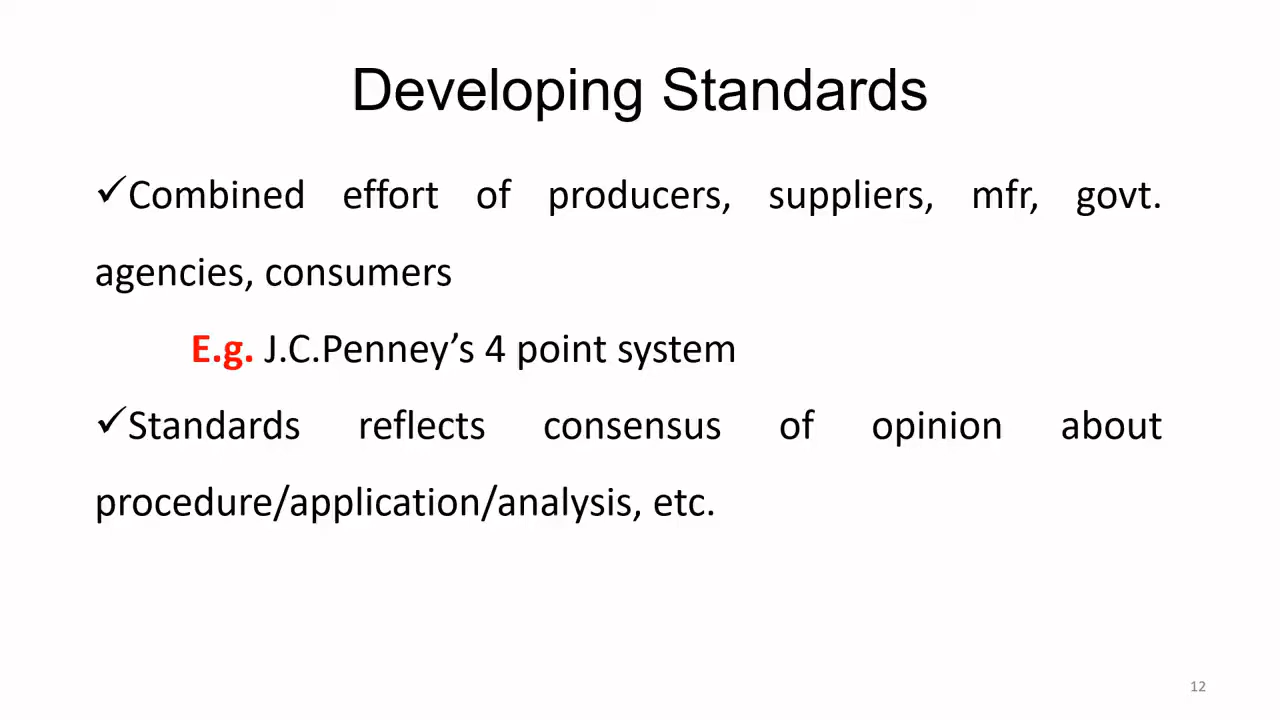 Developing Standards
✓Combined effort of producers, suppliers, mfr, govt.
agencies, consumers
E.g. J.C.Penney’s 4 point system
✓Standards reflects consensus of opinion about
procedure/application/analysis, etc.
12